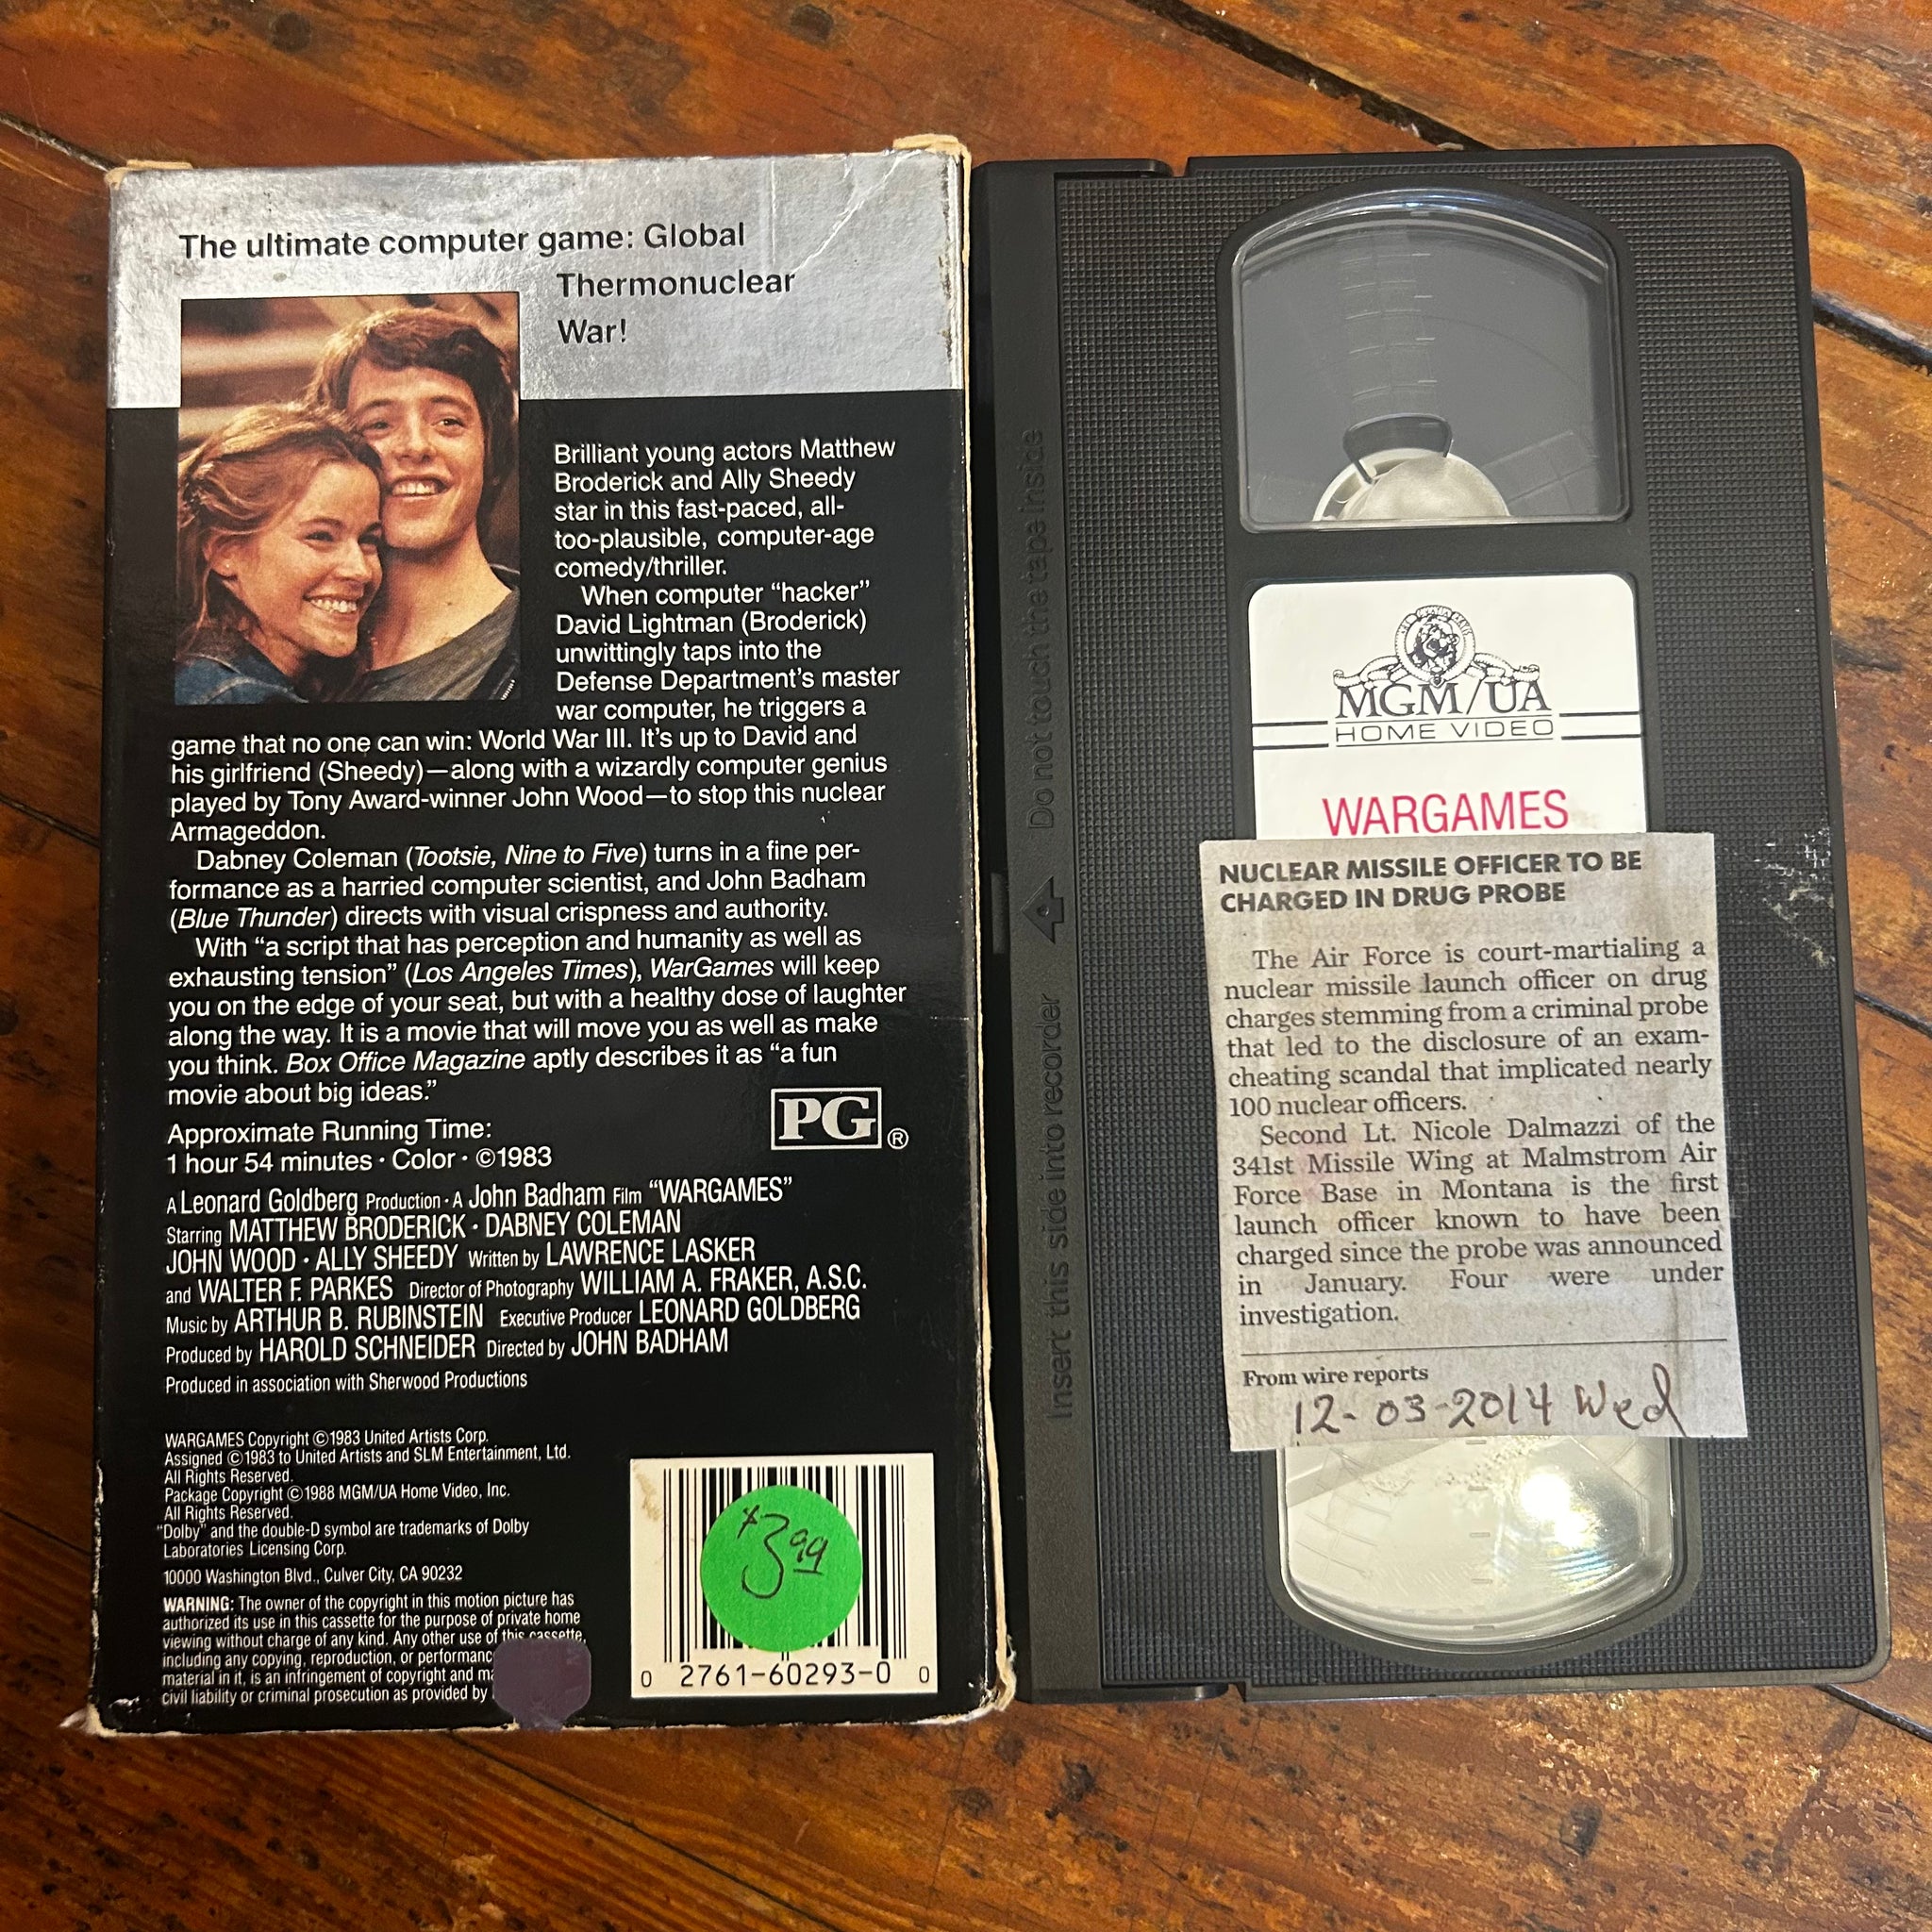 The ultimate computer game: Global
Thermonuclear
War!
Brilliant young actors Matthew
Broderick and Ally Sheedy
star in this fast-paced, all-
too-plausible, computer-age
comedy/thriller.
When computer “hacker”
David Lightman (Broderick)
unwittingly taps into the
Defense Department’s master
war computer, he triggers a
game that no one can win: World War III. It’s up to David and
his girlfriend (Sheedy)—along with a wizardly computer genius
played by Tony Award-winner John Wood—to stop this nuclear
Armageddon.
Dabney Coleman (Tootsie, Nine to Five) turns in a fine per-
formance as a harried computer scientist, and John Badham
(Blue Thunder) directs with visual crispness and authority.
With “a script that has perception and humanity as well as
exhausting tension” (Los Angeles Times), WarGames will keep
you on the edge of your seat, but with a healthy dose of laughter
along the way. It is a movie that will move you as well as make
you think. Box Office Magazine aptly describes it as “a fun
movie about big ideas.”
PG ®
Approximate Running Time:
1 hour 54 minutes · Color · ©1983
A Leonard Goldberg Production · A John Badham Film “WARGAMES”
Starring MATTHEW BRODERICK · DABNEY COLEMAN
JOHN WOOD · ALLY SHEEDY Written by LAWRENCE LASKER
and WALTER F. PARKES Director of Photography WILLIAM A. FRAKER, A.S.C.
Music by ARTHUR B. RUBINSTEIN Executive Producer LEONARD GOLDBERG
Produced by HAROLD SCHNEIDER Directed by JOHN BADHAM
Produced in association with Sherwood Productions
WARGAMES Copyright ©1983 United Artists Corp.
Assigned ©1983 to United Artists and SLM Entertainment, Ltd.
All Rights Reserved.
Package Copyright ©1988 MGM/UA Home Video, Inc.
All Rights Reserved.
“Dolby” and the double-D symbol are trademarks of Dolby
Laboratories Licensing Corp.
10000 Washington Blvd., Culver City, CA 90232
WARNING: The owner of the copyright in this motion picture has
authorized its use in this cassette for the purpose of private home
viewing without charge of any kind. Any other use of this cassette,
including any copying, reproduction, or performanc
material in it, is an infringement of copyright and ma
civil liability or criminal prosecution as provided by
$3.99
0 2761-60293-0 0
Do not touch the tape inside
Insert this side into recorder
MGM/UA
HOME VIDEO
WARGAMES
NUCLEAR MISSILE OFFICER TO BE
CHARGED IN DRUG PROBE
The Air Force is court-martialing a
nuclear missile launch officer on drug
charges stemming from a criminal probe
that led to the disclosure of an exam-
cheating scandal that implicated nearly
100 nuclear officers.
Second Lt. Nicole Dalmazzi of the
341st Missile Wing at Malmstrom Air
Force Base in Montana is the first
launch officer known to have been
charged since the probe was announced
in January. Four were under
investigation.
From wire reports
12-03-2014 Wed